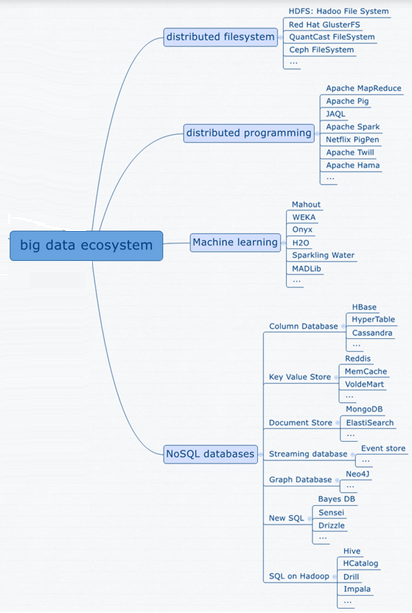 big data ecosystem
distributed filesystem
HDFS: Hadoo File System
Red Hat GlusterFS
QuantCast FileSystem
Ceph FileSystem
...
distributed programming
Apache MapReduce
Apache Pig
JAQL
Apache Spark
Netflix PigPen
Apache Twill
Apache Hama
...
Machine learning
Mahout
WEKA
Onyx
H2O
Sparkling Water
MADLib
...
NoSQL databases
Column Database
HBase
HyperTable
Cassandra
...
Key Value Store
Reddis
MemCache
VoldeMart
...
Document Store
MongoDB
ElastiSearch
...
Streaming database
Event store
...
Graph Database
Neo4J
...
New SQL
Bayes DB
Sensei
Drizzle
...
SQL on Hadoop
Hive
HCatalog
Drill
Impala
...